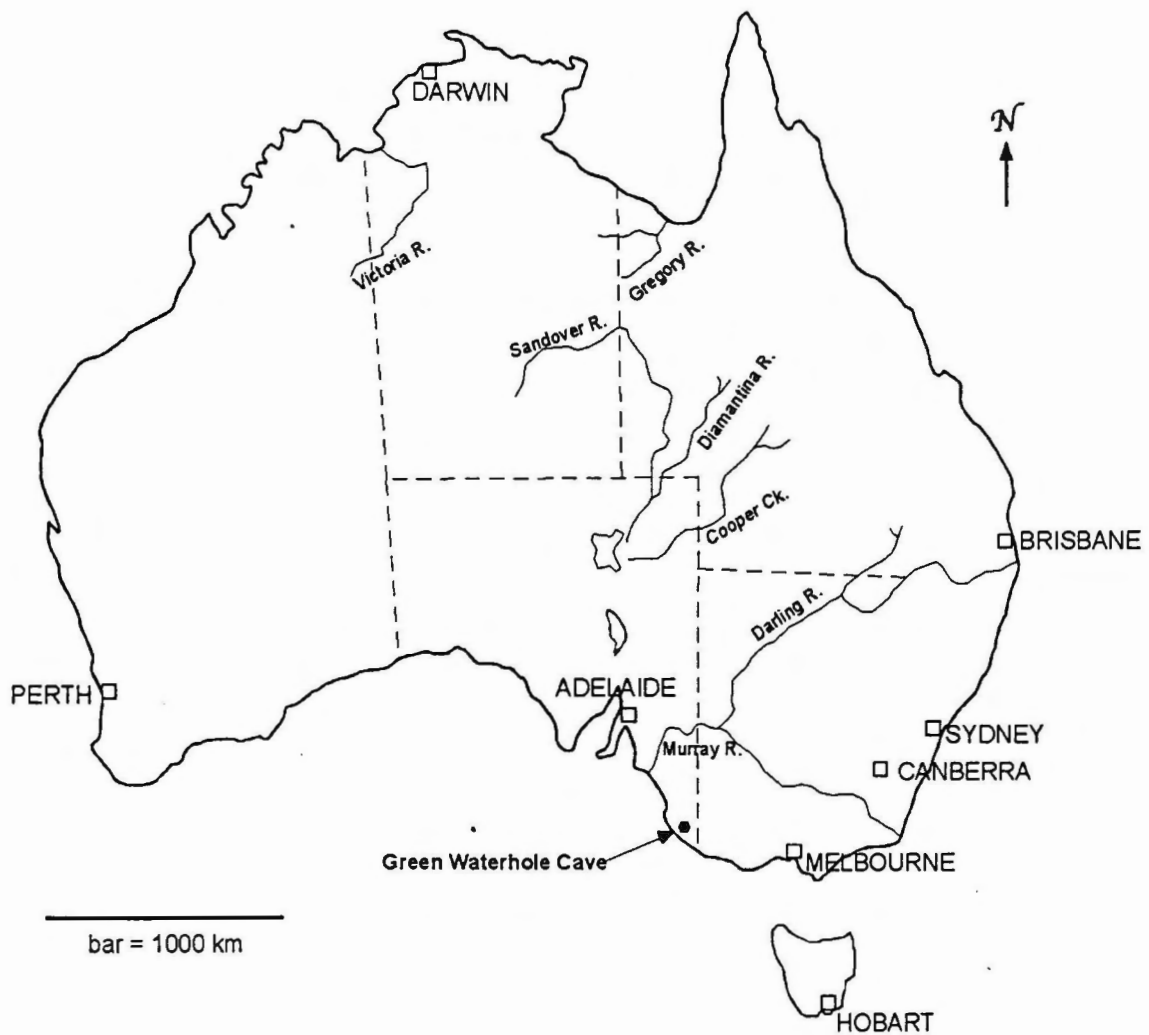 DARWIN
N
Victoria R.
Gregory R.
Sandover R.
Diamantina R.
Cooper Ck.
BRISBANE
Darling R.
PERTH
ADELAIDE
SYDNEY
Murray R.
CANBERRA
Green Waterhole Cave
MELBOURNE
bar = 1000 km
HOBART